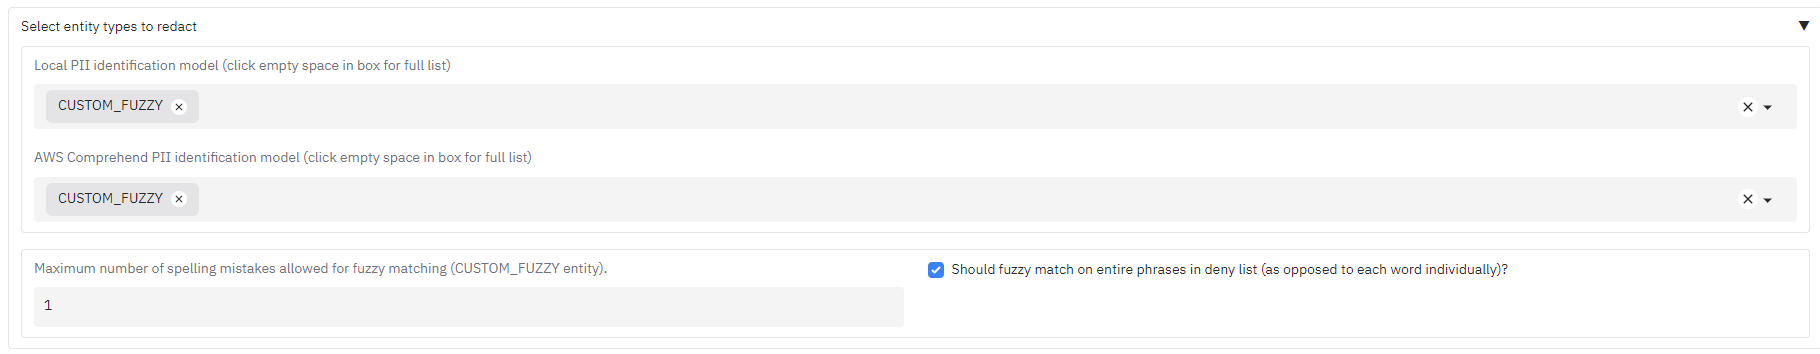 Select entity types to redact
Local PII identification model (click empty space in box for full list)
CUSTOM_FUZZY
AWS Comprehend PII identification model (click empty space in box for full list)
CUSTOM_FUZZY
Maximum number of spelling mistakes allowed for fuzzy matching (CUSTOM_FUZZY entity).
Should fuzzy match on entire phrases in deny list (as opposed to each word individually)?
1